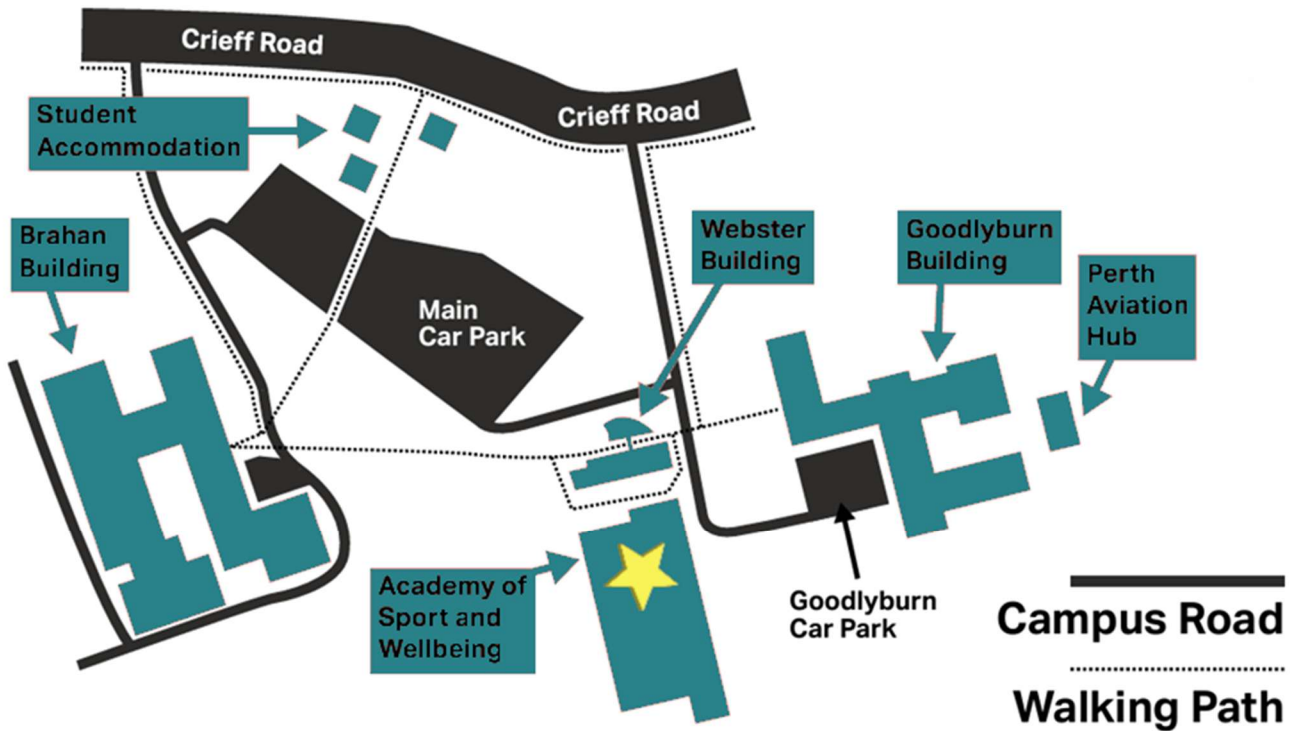 Crieff Road
Crieff Road
Student
Accommodation
Brahan
Building
Webster
Building
Goodlyburn
Building
Perth
Aviation
Hub
Main
Car Park
Academy of
Sport and
Wellbeing
Goodlyburn
Car Park
Campus Road
Walking Path